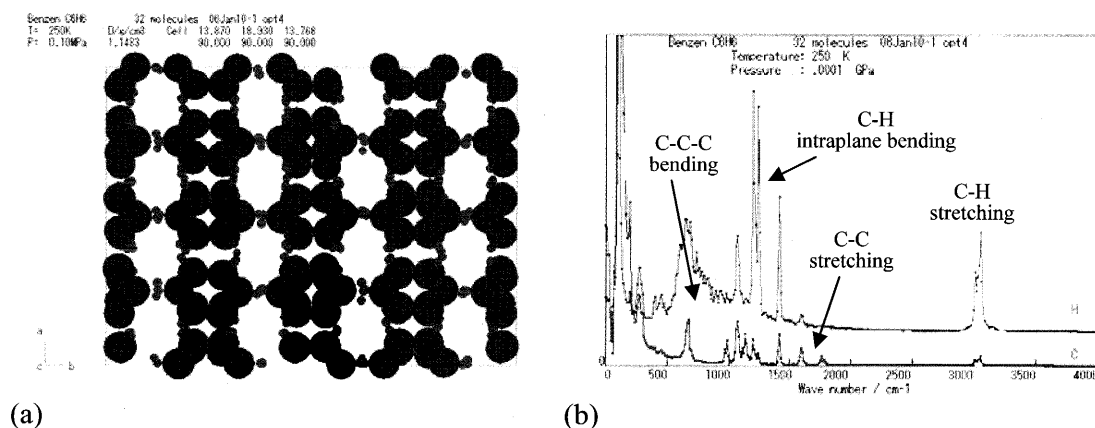 Benzen C6H6 32 molecules 06Jan10-1 opt4
T= 250K D/g/cm3 Cell 13.870 18.930 13.768
P: 0.10MPa 1.1483 90.000 90.000 90.000
a
c b
(a)
Benzen C6H6 32 molecules 06Jan10-1 opt4
Temperature: 250 K
Pressure : .0001 GPa
C-H
intraplane bending
C-C-C
bending
C-H
stretching
C-C
stretching
H
C
0 500 1000 1500 2000 2500 3000 3500 4000
Wave number / cm-1
(b)